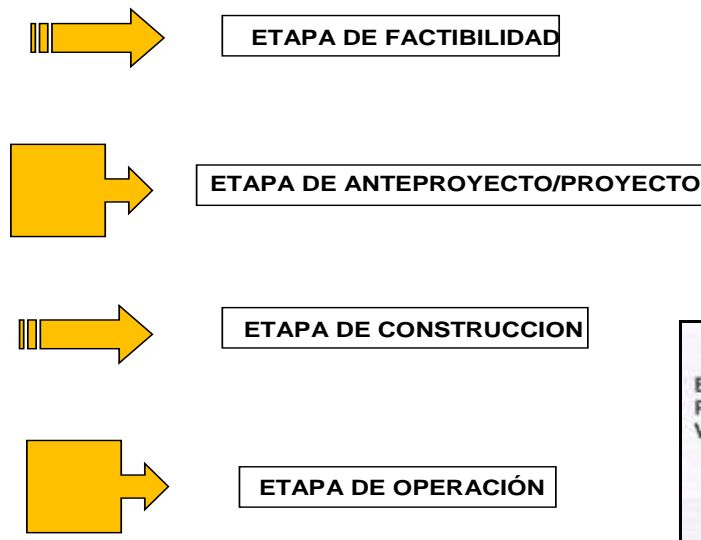 ETAPA DE FACTIBILIDAD
ETAPA DE ANTEPROYECTO/PROYECTO
ETAPA DE CONSTRUCCION
ETAPA DE OPERACIÓN